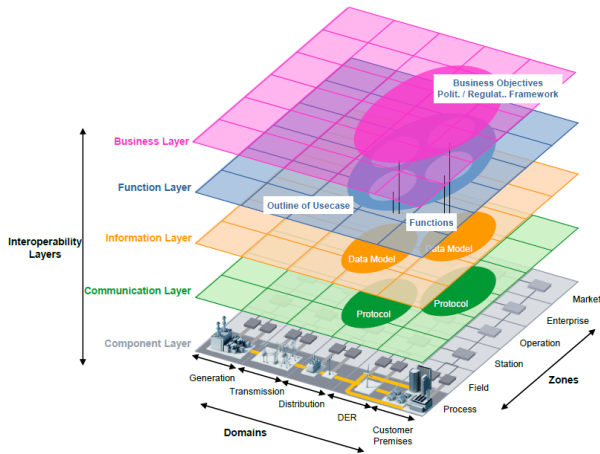 Business Objectives
Polit. / Regulat.. Framework
Business Layer
Function Layer
Outline of Usecase
Functions
Information Layer
Interoperability
Layers
Data Model
Data Model
Communication Layer
Protocol
Protocol
Component Layer
Market
Enterprise
Operation
Station
Field
Process
Zones
Generation
Transmission
Distribution
DER
Customer
Premises
Domains